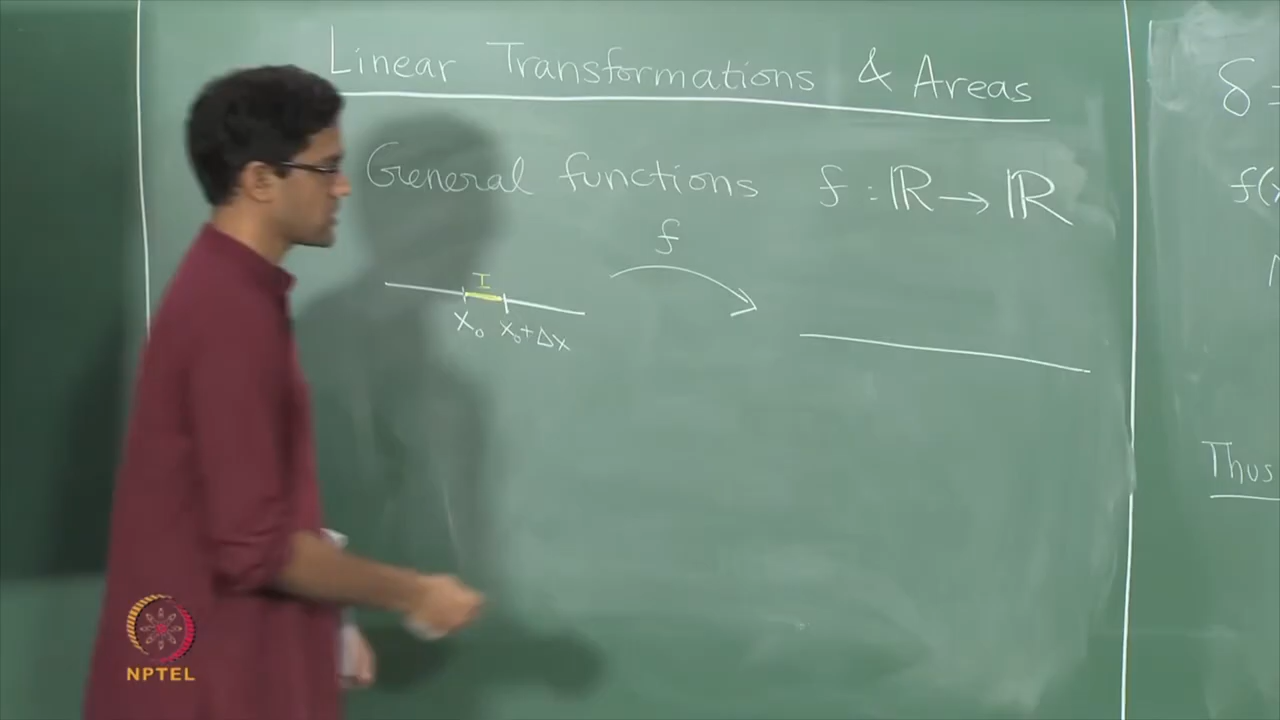 Linear Transformations & Areas
General functions f : ℝ → ℝ
f
I
x₀ x₀+Δx
δ =
f(x
Thus
NPTEL